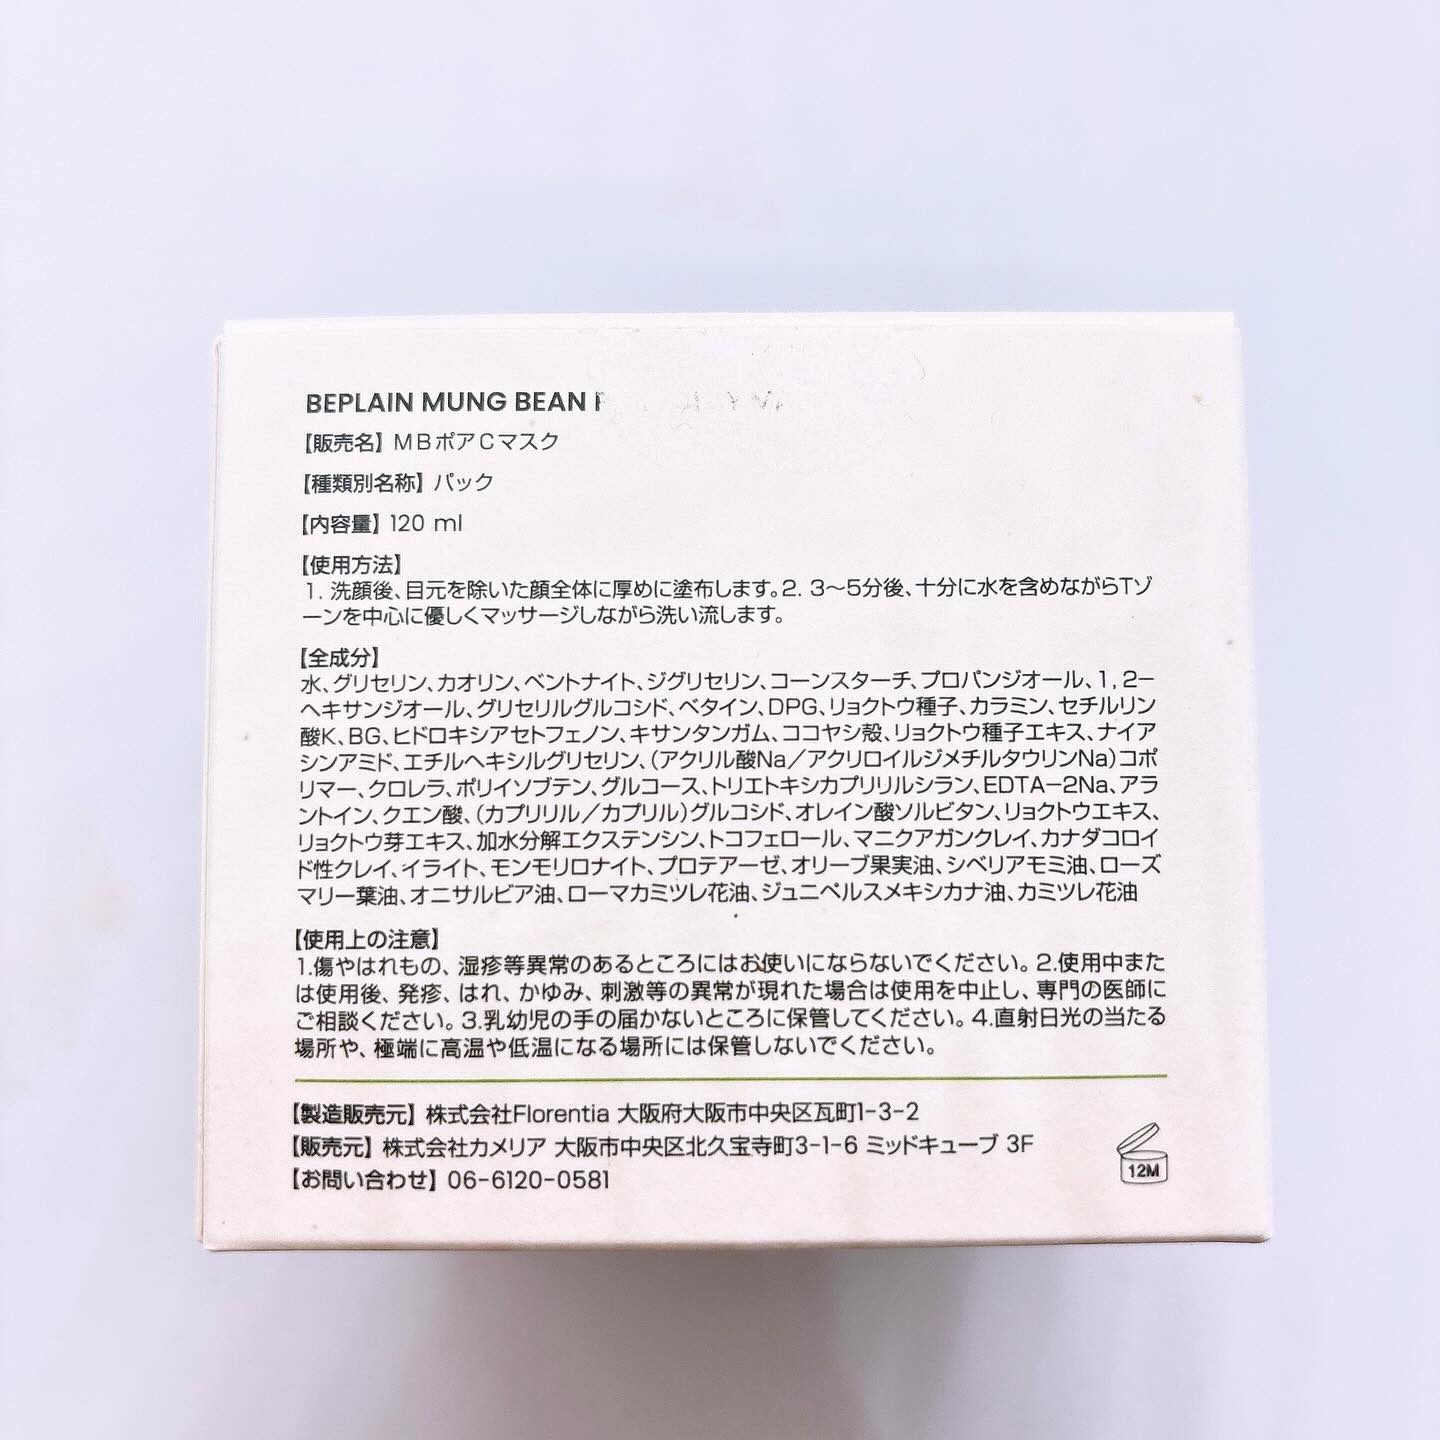 BEPLAIN MUNG BEAN
【販売名】MBポアCマスク
【種類別名称】パック
【内容量】120 ml
【使用方法】
1. 洗顔後、目元を除いた顔全体に厚めに塗布します。2. 3〜5分後、十分に水を含めながらTゾ
ーンを中心に優しくマッサージしながら洗い流します。
【全成分】
水、グリセリン、カオリン、ベントナイト、ジグリセリン、コーンスターチ、プロパンジオール、1，2－
ヘキサンジオール、グリセリルグルコシド、ベタイン、DPG、リョクトウ種子、カラミン、セチルリン
酸K、BG、ヒドロキシアセトフェノン、キサンタンガム、ココヤシ殻、リョクトウ種子エキス、ナイア
シンアミド、エチルヘキシルグリセリン、（アクリル酸Na／アクリロイルジメチルタウリンNa）コポ
リマー、クロレラ、ポリイソブテン、グルコース、トリエトキシカプリリルシラン、EDTA－2Na、アラ
ントイン、クエン酸、（カプリリル／カプリル）グルコシド、オレイン酸ソルビタン、リョクトウエキス、
リョクトウ芽エキス、加水分解エクステンシン、トコフェロール、マニクアガンクレイ、カナダコロイ
ド性クレイ、イライト、モンモリロナイト、プロテアーゼ、オリーブ果実油、シベリアモミ油、ローズ
マリー葉油、オニサルビア油、ローマカミツレ花油、ジュニペルスメキシカナ油、カミツレ花油
【使用上の注意】
1.傷やはれもの、湿疹等異常のあるところにはお使いにならないでください。2.使用中また
は使用後、発疹、はれ、かゆみ、刺激等の異常が現れた場合は使用を中止し、専門の医師に
ご相談ください。3.乳幼児の手の届かないところに保管してください。4.直射日光の当たる
場所や、極端に高温や低温になる場所には保管しないでください。
【製造販売元】株式会社Florentia 大阪府大阪市中央区瓦町1-3-2
【販売元】株式会社カメリア 大阪市中央区北久宝寺町3-1-6 ミッドキューブ 3F
【お問い合わせ】06-6120-0581
12M